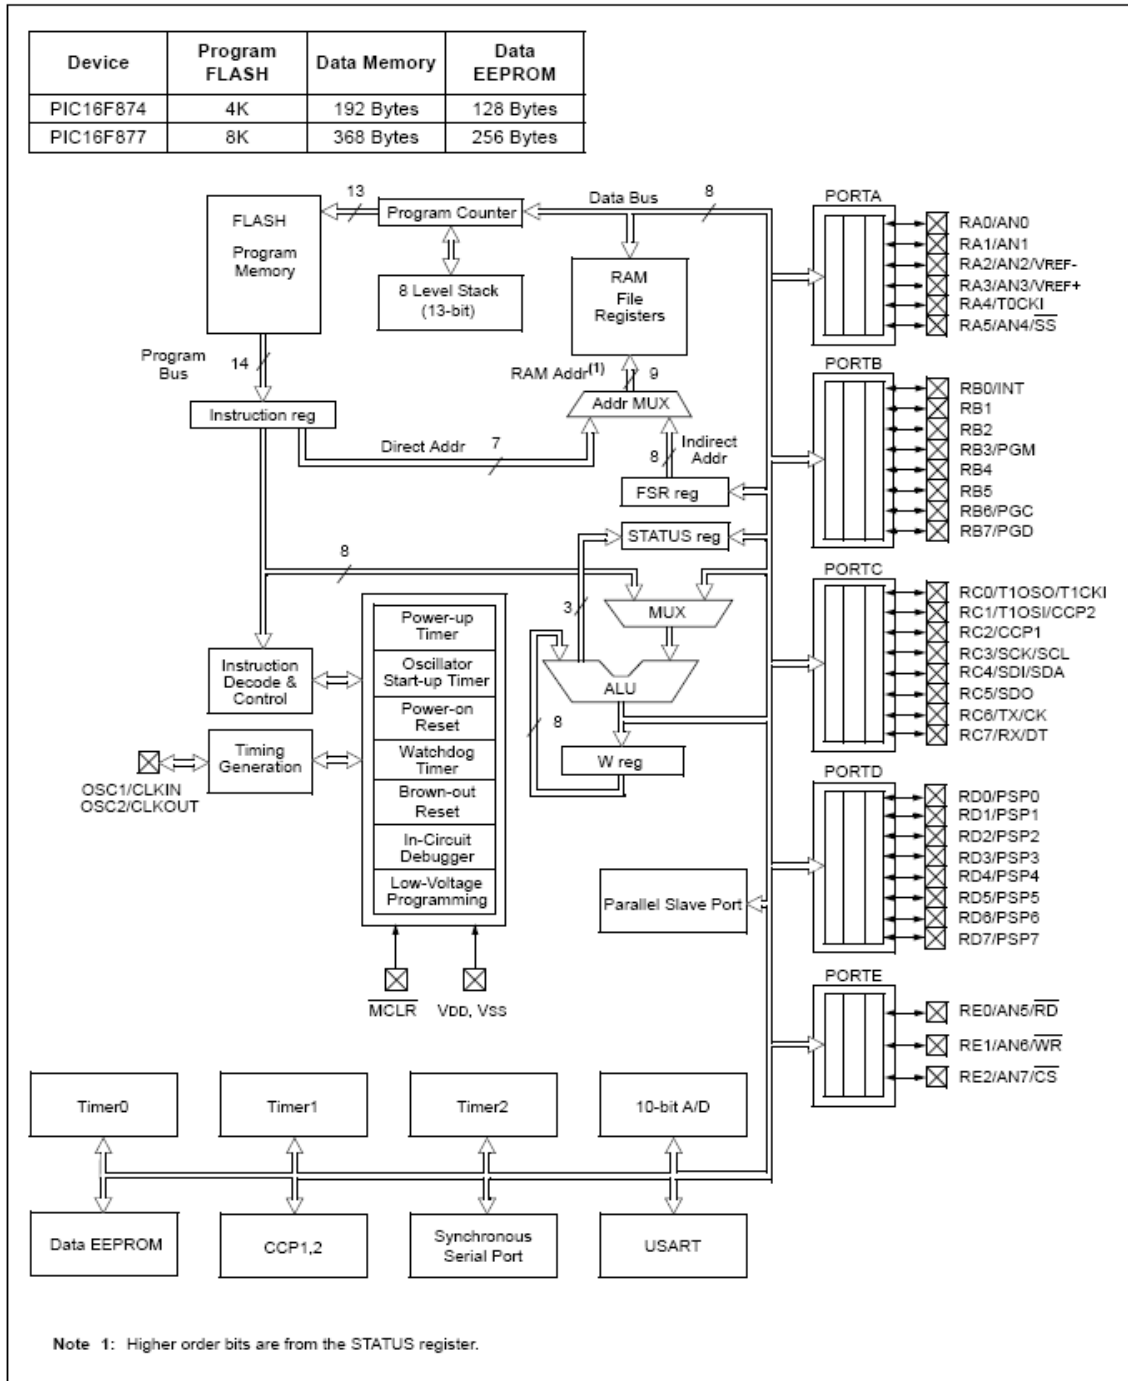 Device Program FLASH Data Memory Data EEPROM
PIC16F874 4K 192 Bytes 128 Bytes
PIC16F877 8K 368 Bytes 256 Bytes
FLASH
Program
Memory
13
Program Counter
Data Bus
8
8 Level Stack
(13-bit)
RAM
File
Registers
Program
Bus
14
RAM Addr(1)
9
Instruction reg
Addr MUX
Direct Addr
7
8
Indirect
Addr
FSR reg
STATUS reg
8
3
MUX
ALU
8
W reg
Power-up
Timer
Oscillator
Start-up Timer
Power-on
Reset
Watchdog
Timer
Brown-out
Reset
In-Circuit
Debugger
Low-Voltage
Programming
Instruction
Decode &
Control
Timing
Generation
OSC1/CLKIN
OSC2/CLKOUT
MCLR
VDD, VSS
Parallel Slave Port
PORTA
RA0/AN0
RA1/AN1
RA2/AN2/VREF-
RA3/AN3/VREF+
RA4/T0CKI
RA5/AN4/SS
PORTB
RB0/INT
RB1
RB2
RB3/PGM
RB4
RB5
RB6/PGC
RB7/PGD
PORTC
RC0/T1OSO/T1CKI
RC1/T1OSI/CCP2
RC2/CCP1
RC3/SCK/SCL
RC4/SDI/SDA
RC5/SDO
RC6/TX/CK
RC7/RX/DT
PORTD
RD0/PSP0
RD1/PSP1
RD2/PSP2
RD3/PSP3
RD4/PSP4
RD5/PSP5
RD6/PSP6
RD7/PSP7
PORTE
RE0/AN5/RD
RE1/AN6/WR
RE2/AN7/CS
Timer0
Timer1
Timer2
10-bit A/D
Data EEPROM
CCP1,2
Synchronous
Serial Port
USART
Note 1: Higher order bits are from the STATUS register.